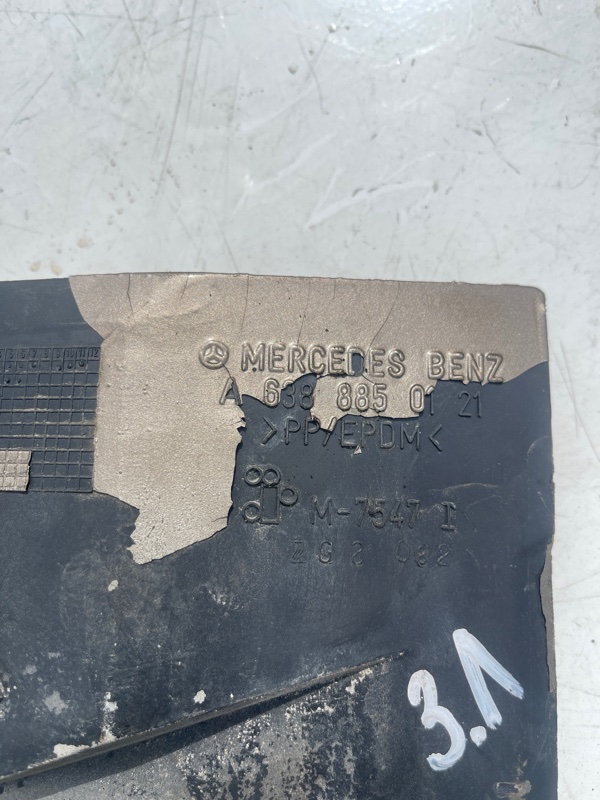 MERCEDES BENZ
A 638 885 01 21
>PP/EPDM<
M-7547 I
3.1